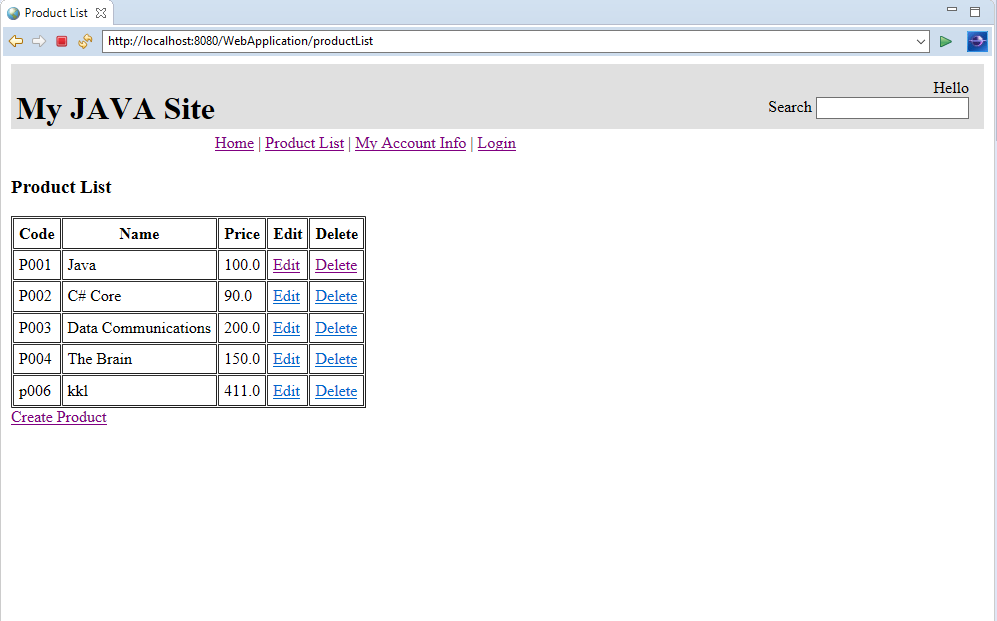 Product List
http://localhost:8080/WebApplication/productList
Hello
My JAVA Site
Search
Home | Product List | My Account Info | Login
Product List
Code Name Price Edit Delete
P001 Java 100.0 Edit Delete
P002 C# Core 90.0 Edit Delete
P003 Data Communications 200.0 Edit Delete
P004 The Brain 150.0 Edit Delete
p006 kkl 411.0 Edit Delete
Create Product